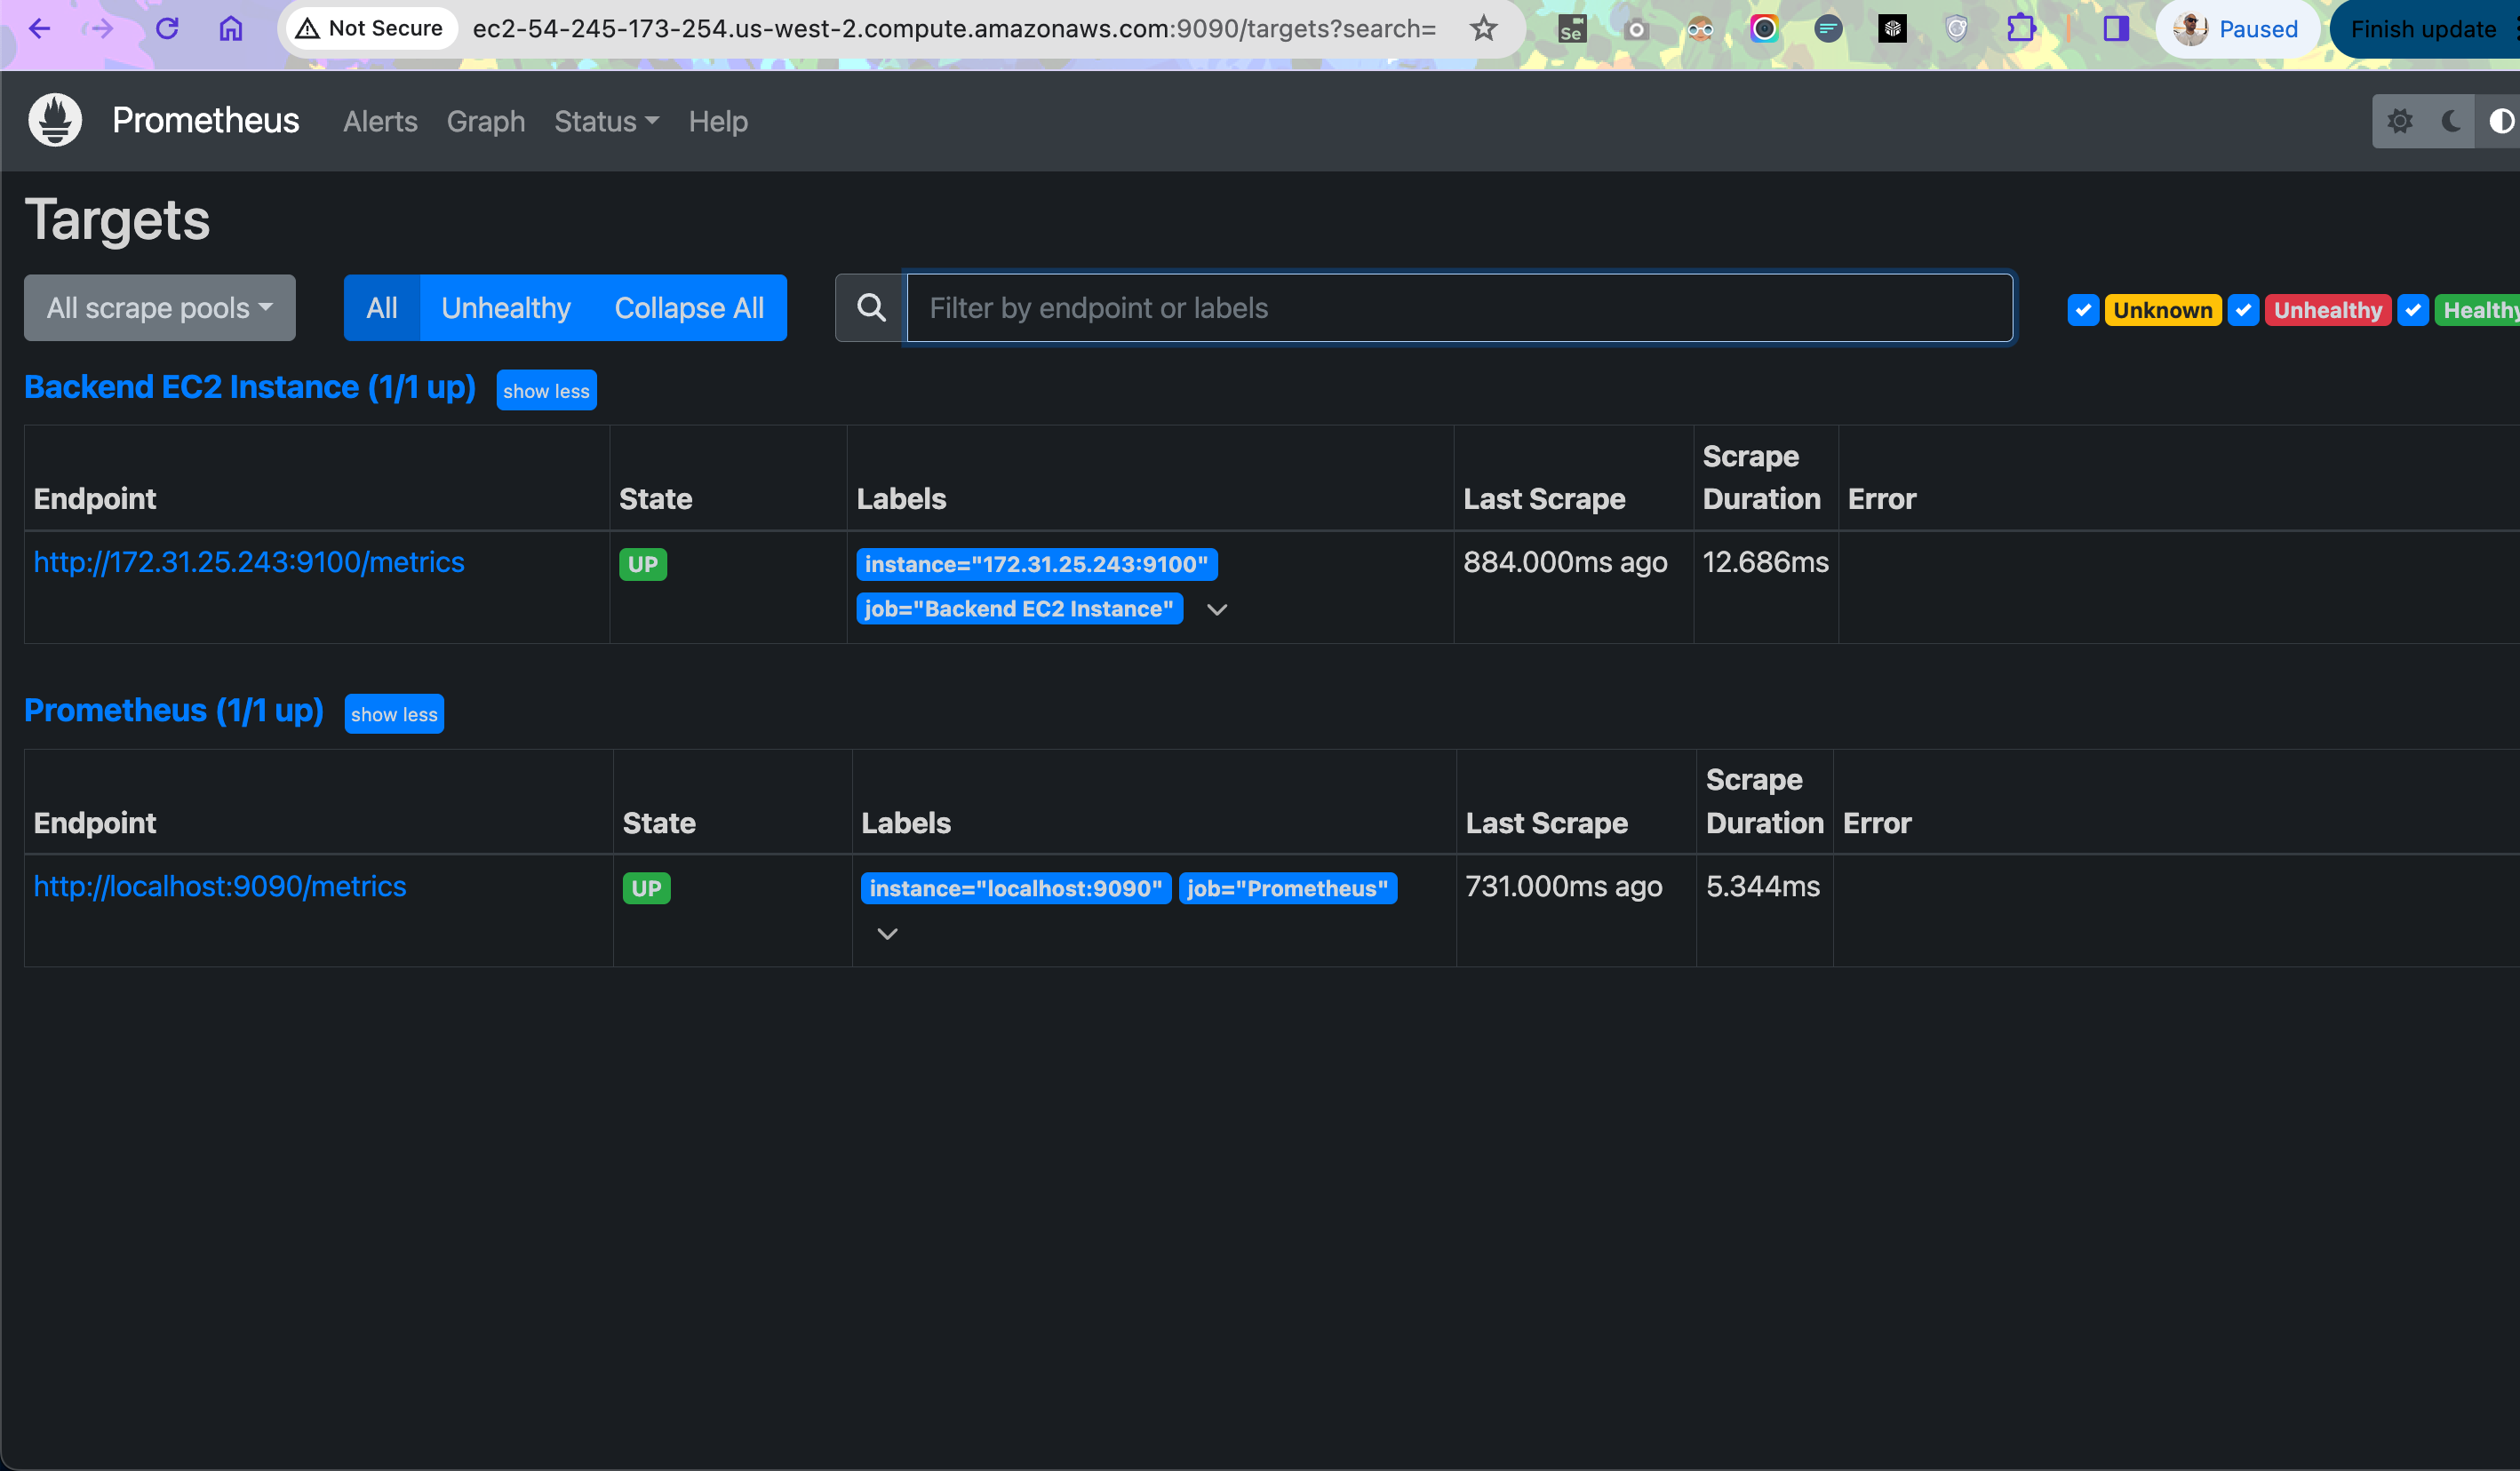 Not Secure ec2-54-245-173-254.us-west-2.compute.amazonaws.com:9090/targets?search= Se Paused Finish update
Prometheus Alerts Graph Status Help
Targets
All scrape pools All Unhealthy Collapse All Filter by endpoint or labels Unknown Unhealthy Healthy
Backend EC2 Instance (1/1 up) show less
Endpoint State Labels Last Scrape Scrape Duration Error
http://172.31.25.243:9100/metrics UP instance="172.31.25.243:9100" 884.000ms ago 12.686ms
job="Backend EC2 Instance"
Prometheus (1/1 up) show less
Endpoint State Labels Last Scrape Scrape Duration Error
http://localhost:9090/metrics UP instance="localhost:9090" job="Prometheus" 731.000ms ago 5.344ms